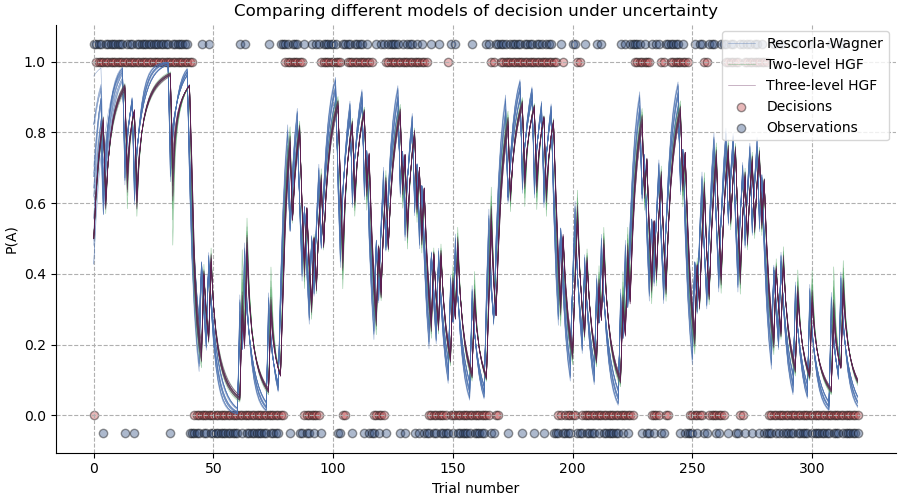 Comparing different models of decision under uncertainty
Rescorla-Wagner
Two-level HGF
Three-level HGF
Decisions
Observations
P(A)
1.0
0.8
0.6
0.4
0.2
0.0
0 50 100 150 200 250 300
Trial number